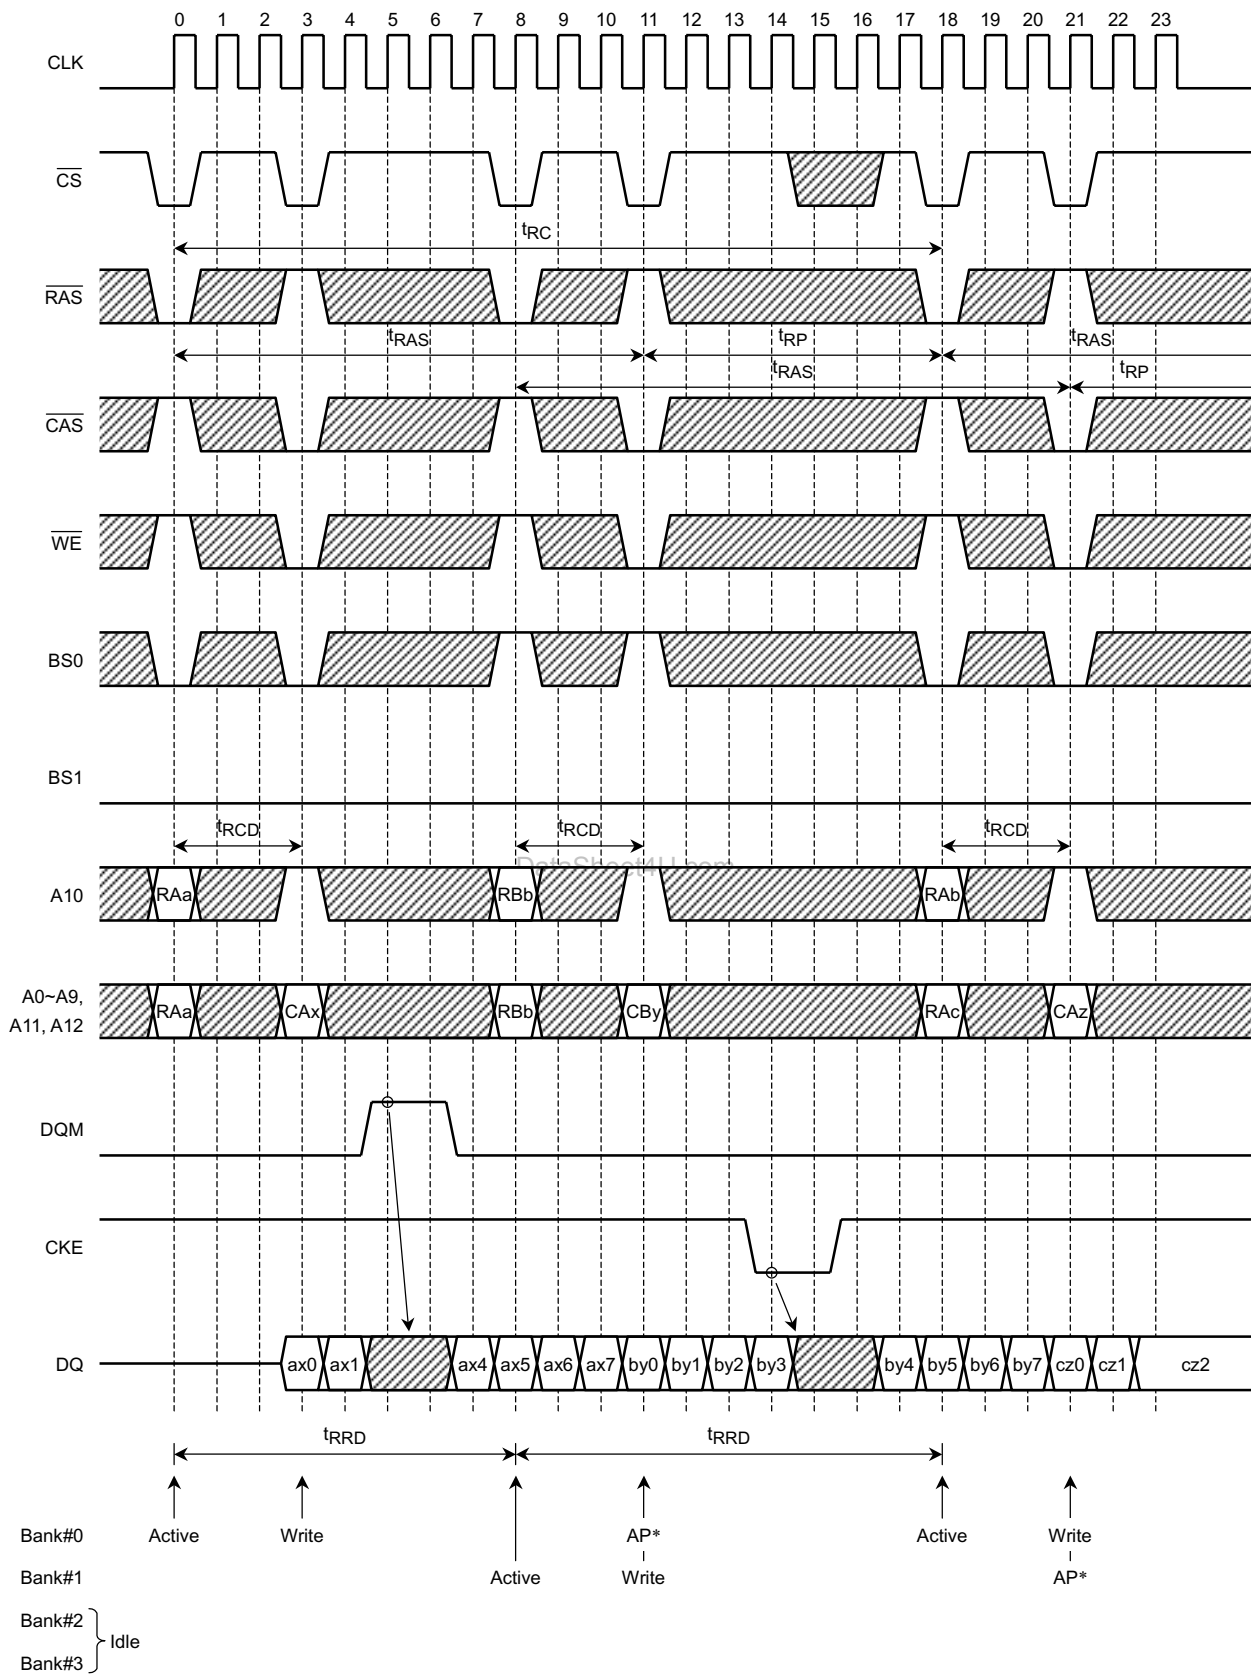 0 1 2 3 4 5 6 7 8 9 10 11 12 13 14 15 16 17 18 19 20 21 22 23
CLK
CS
tRC
RAS
tRAS tRP tRAS
tRAS tRP
CAS
WE
BS0
BS1
tRCD tRCD tRCD
DataSheet4U.com
A10 RAa RBb RAb
A0~A9,
A11, A12 RAa CAx RBb CBy RAc CAz
DQM
CKE
DQ ax0 ax1 ax4 ax5 ax6 ax7 by0 by1 by2 by3 by4 by5 by6 by7 cz0 cz1 cz2
tRRD tRRD
Bank#0 Active Write AP* Active Write
Bank#1 Active Write AP*
Bank#2
Idle
Bank#3